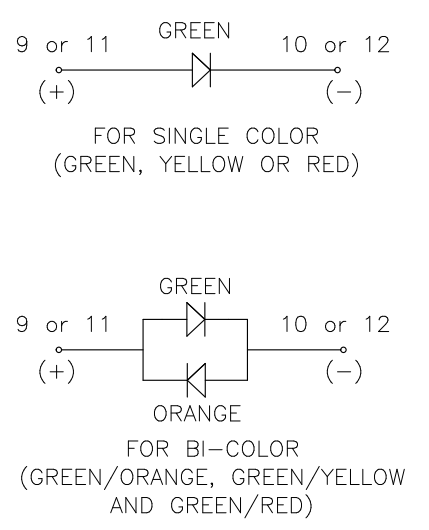 GREEN
9 or 11
10 or 12
(+)
(−)
FOR SINGLE COLOR
(GREEN, YELLOW OR RED)
GREEN
9 or 11
10 or 12
(+)
(−)
ORANGE
FOR BI−COLOR
(GREEN/ORANGE, GREEN/YELLOW
AND GREEN/RED)